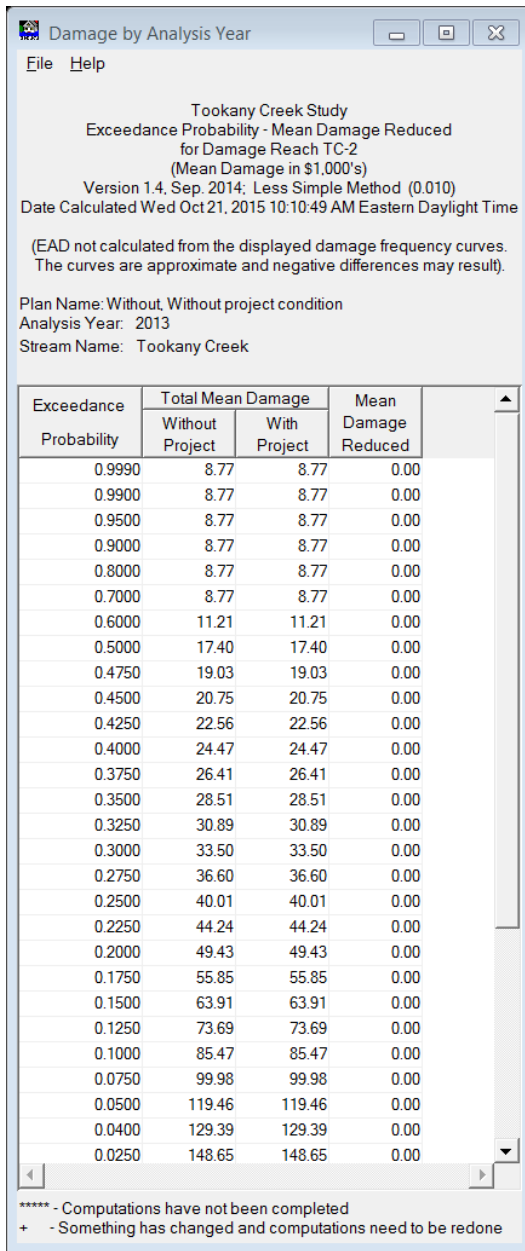 Damage by Analysis Year
File Help
Tookany Creek Study
Exceedance Probability - Mean Damage Reduced
for Damage Reach TC-2
(Mean Damage in $1,000's)
Version 1.4, Sep. 2014; Less Simple Method (0.010)
Date Calculated Wed Oct 21, 2015 10:10:49 AM Eastern Daylight Time
(EAD not calculated from the displayed damage frequency curves.
The curves are approximate and negative differences may result).
Plan Name: Without, Without project condition
Analysis Year: 2013
Stream Name: Tookany Creek
Exceedance Probability Total Mean Damage Mean Damage Reduced
Without Project With Project
0.9990 8.77 8.77 0.00
0.9900 8.77 8.77 0.00
0.9500 8.77 8.77 0.00
0.9000 8.77 8.77 0.00
0.8000 8.77 8.77 0.00
0.7000 8.77 8.77 0.00
0.6000 11.21 11.21 0.00
0.5000 17.40 17.40 0.00
0.4750 19.03 19.03 0.00
0.4500 20.75 20.75 0.00
0.4250 22.56 22.56 0.00
0.4000 24.47 24.47 0.00
0.3750 26.41 26.41 0.00
0.3500 28.51 28.51 0.00
0.3250 30.89 30.89 0.00
0.3000 33.50 33.50 0.00
0.2750 36.60 36.60 0.00
0.2500 40.01 40.01 0.00
0.2250 44.24 44.24 0.00
0.2000 49.43 49.43 0.00
0.1750 55.85 55.85 0.00
0.1500 63.91 63.91 0.00
0.1250 73.69 73.69 0.00
0.1000 85.47 85.47 0.00
0.0750 99.98 99.98 0.00
0.0500 119.46 119.46 0.00
0.0400 129.39 129.39 0.00
0.0250 148.65 148.65 0.00
***** - Computations have not been completed
+ - Something has changed and computations need to be redone